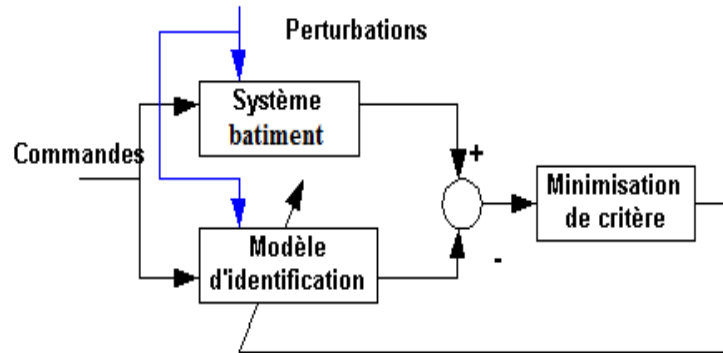 Perturbations
Système
batiment
Commandes
+
Minimisation
de critère
Modèle
d'identification
-